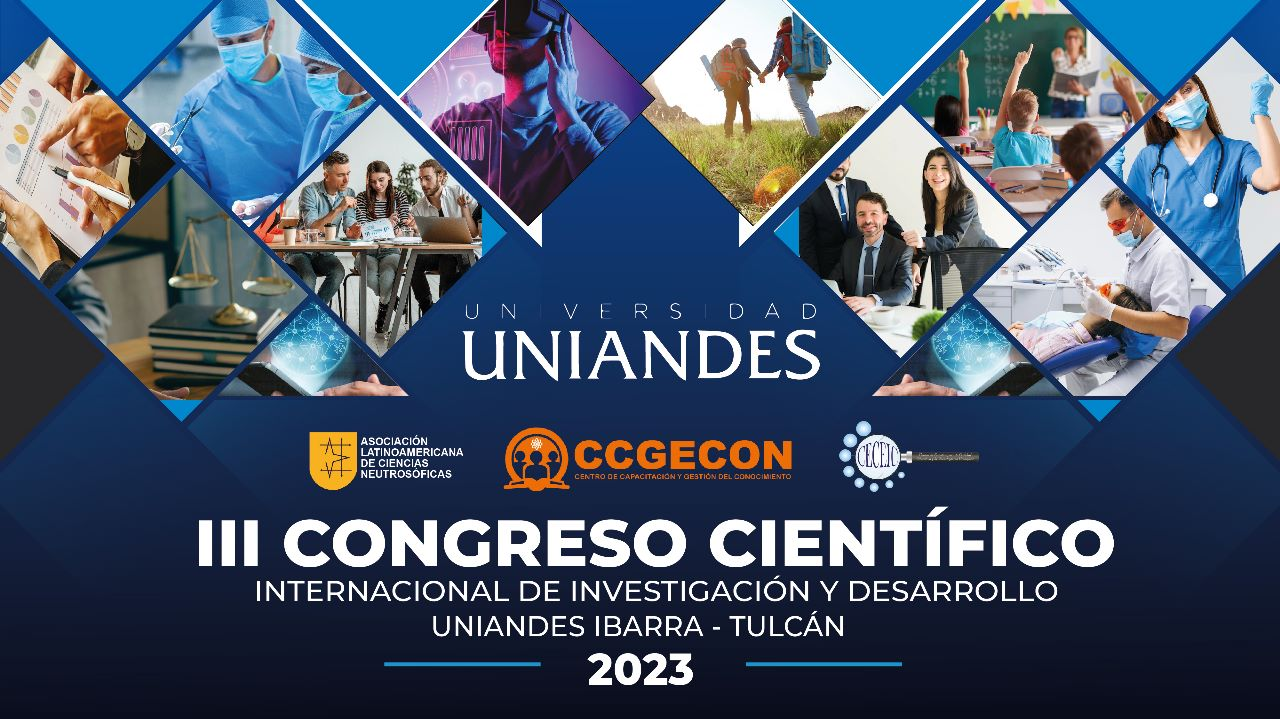 UNIVERSIDAD
UNIANDES
ASOCIACIÓN
LATINOAMERICANA
DE CIENCIAS
NEUTROSÓFICAS
CCGECON
CENTRO DE CAPACITACIÓN Y GESTIÓN DEL CONOCIMIENTO
CECEIC
III CONGRESO CIENTÍFICO
INTERNACIONAL DE INVESTIGACIÓN Y DESARROLLO
UNIANDES IBARRA - TULCÁN
2023